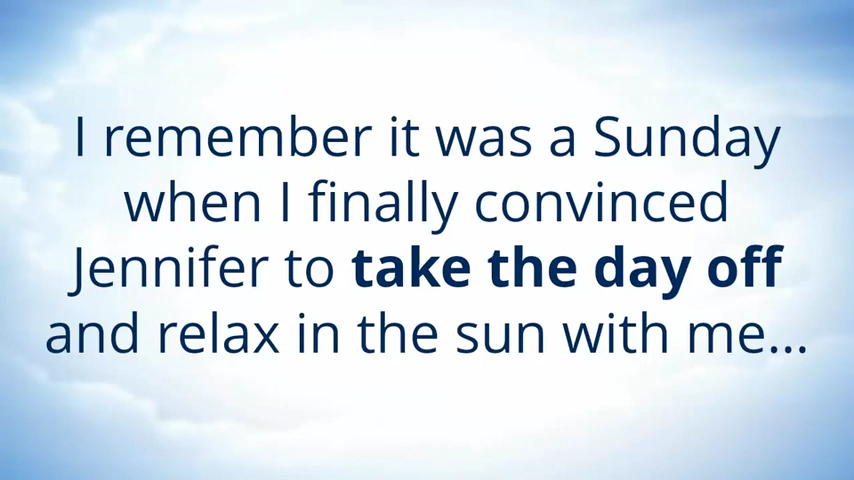 I remember it was a Sunday
when I finally convinced
Jennifer to take the day off
and relax in the sun with me...